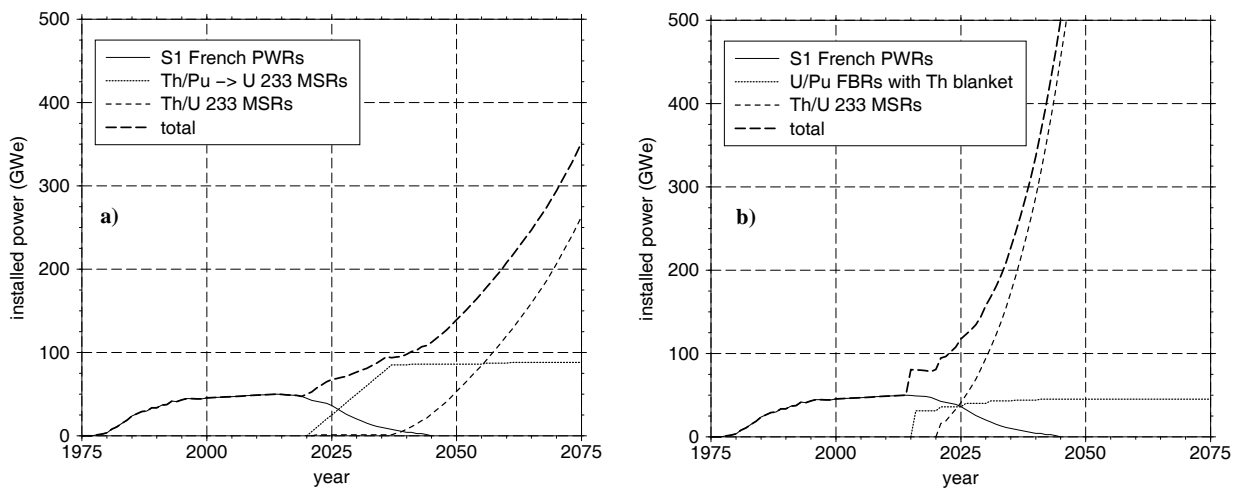 500
400
300
200
100
0
installed power (GWe)
S1 French PWRs
Th/Pu −> U 233 MSRs
Th/U 233 MSRs
total
a)
1975
2000
2025
2050
2075
year
500
400
300
200
100
0
installed power (GWe)
S1 French PWRs
U/Pu FBRs with Th blanket
Th/U 233 MSRs
total
b)
1975
2000
2025
2050
2075
year